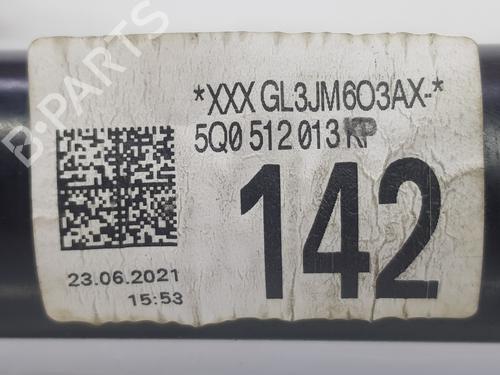 *XXX GL3JM6O3AX-*
5Q0 512 013 KP
142
23.06.2021
15:53
B-PARTS